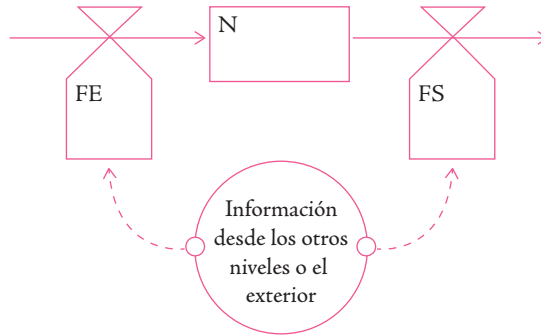 N
FE
FS
Información
desde los otros
niveles o el
exterior